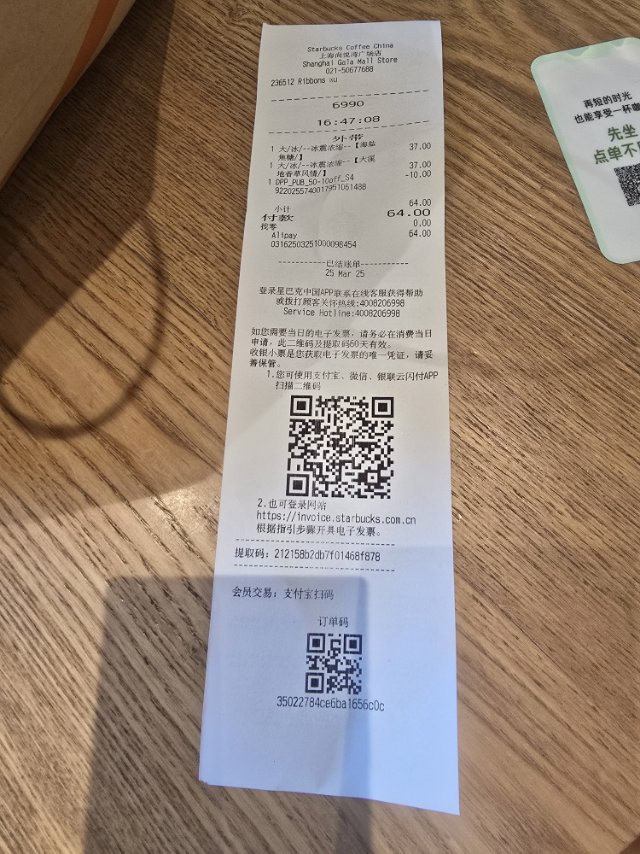 Starbucks Coffee China
上海尚悦湾广场店
Shanghai Gala Mall Store
021-50677688
236512 Ribbons xu
6990
16:47:08
外带
1 大/冰/--冰震浓缩--【海盐 37.00
焦糖/】
1 大/冰/--冰震浓缩--【大溪 37.00
地香草风情/】
1 DPP_PUB_50-10off_S4 -10.00
9220255740017951051488
小计 64.00
付款 64.00
找零 0.00
Alipay 64.00
03162503251000098454
------------已结账单------------
25 Mar 25
登录星巴克中国APP联系在线客服获得帮助
或拨打顾客关怀热线:4008206998
Service Hotline:4008206998
如您需要当日的电子发票，请务必在消费当日
申请，此二维码及提取码60天有效。
收银小票是您获取电子发票的唯一凭证，请妥
善保管。
1.您可使用支付宝、微信、银联云闪付APP
扫描二维码
2.也可登录网站
https://invoice.starbucks.com.cn
根据指引步骤开具电子发票。
提取码：212158b2db7f01468f878
会员交易：支付宝扫码
订单码
35022784ce6ba1656c0c
再短的时光
也能享受一杯
先坐
点单不